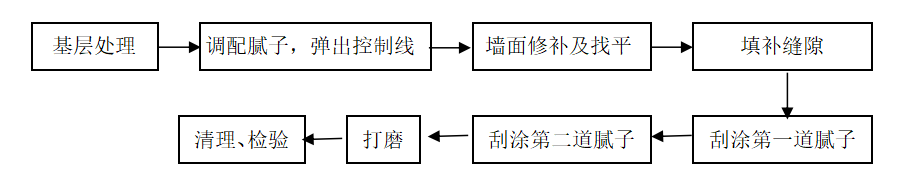 基层处理
调配腻子，弹出控制线
墙面修补及找平
填补缝隙
刮涂第一道腻子
刮涂第二道腻子
打磨
清理、检验